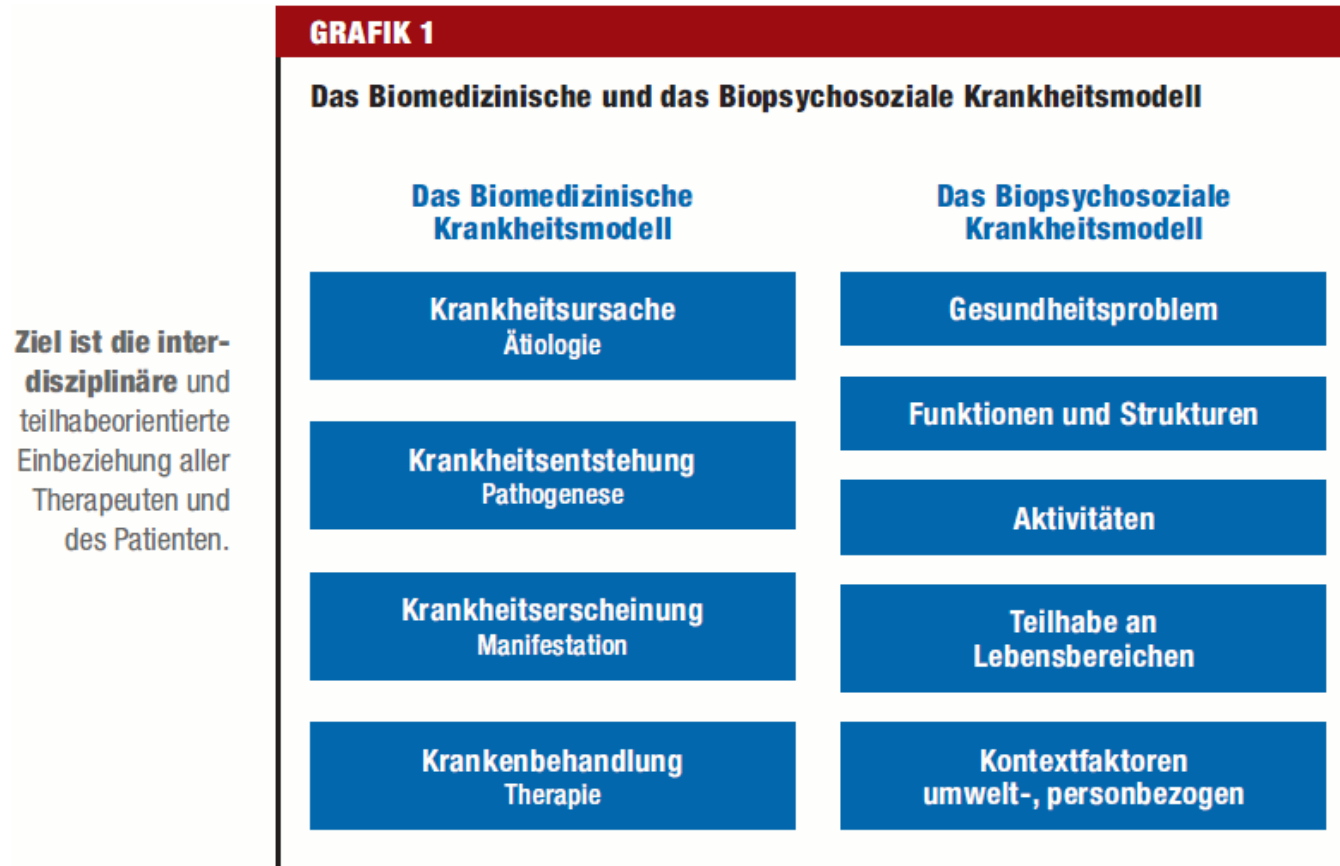 GRAFIK 1
Das Biomedizinische und das Biopsychosoziale Krankheitsmodell
Das Biomedizinische
Krankheitsmodell
Krankheitsursache
Ätiologie
Krankheitsentstehung
Pathogenese
Krankheitserscheinung
Manifestation
Krankenbehandlung
Therapie
Das Biopsychosoziale
Krankheitsmodell
Gesundheitsproblem
Funktionen und Strukturen
Aktivitäten
Teilhabe an
Lebensbereichen
Kontextfaktoren
umwelt-, personbezogen
Ziel ist die inter-
disziplinäre und
teilhabeorientierte
Einbeziehung aller
Therapeuten und
des Patienten.